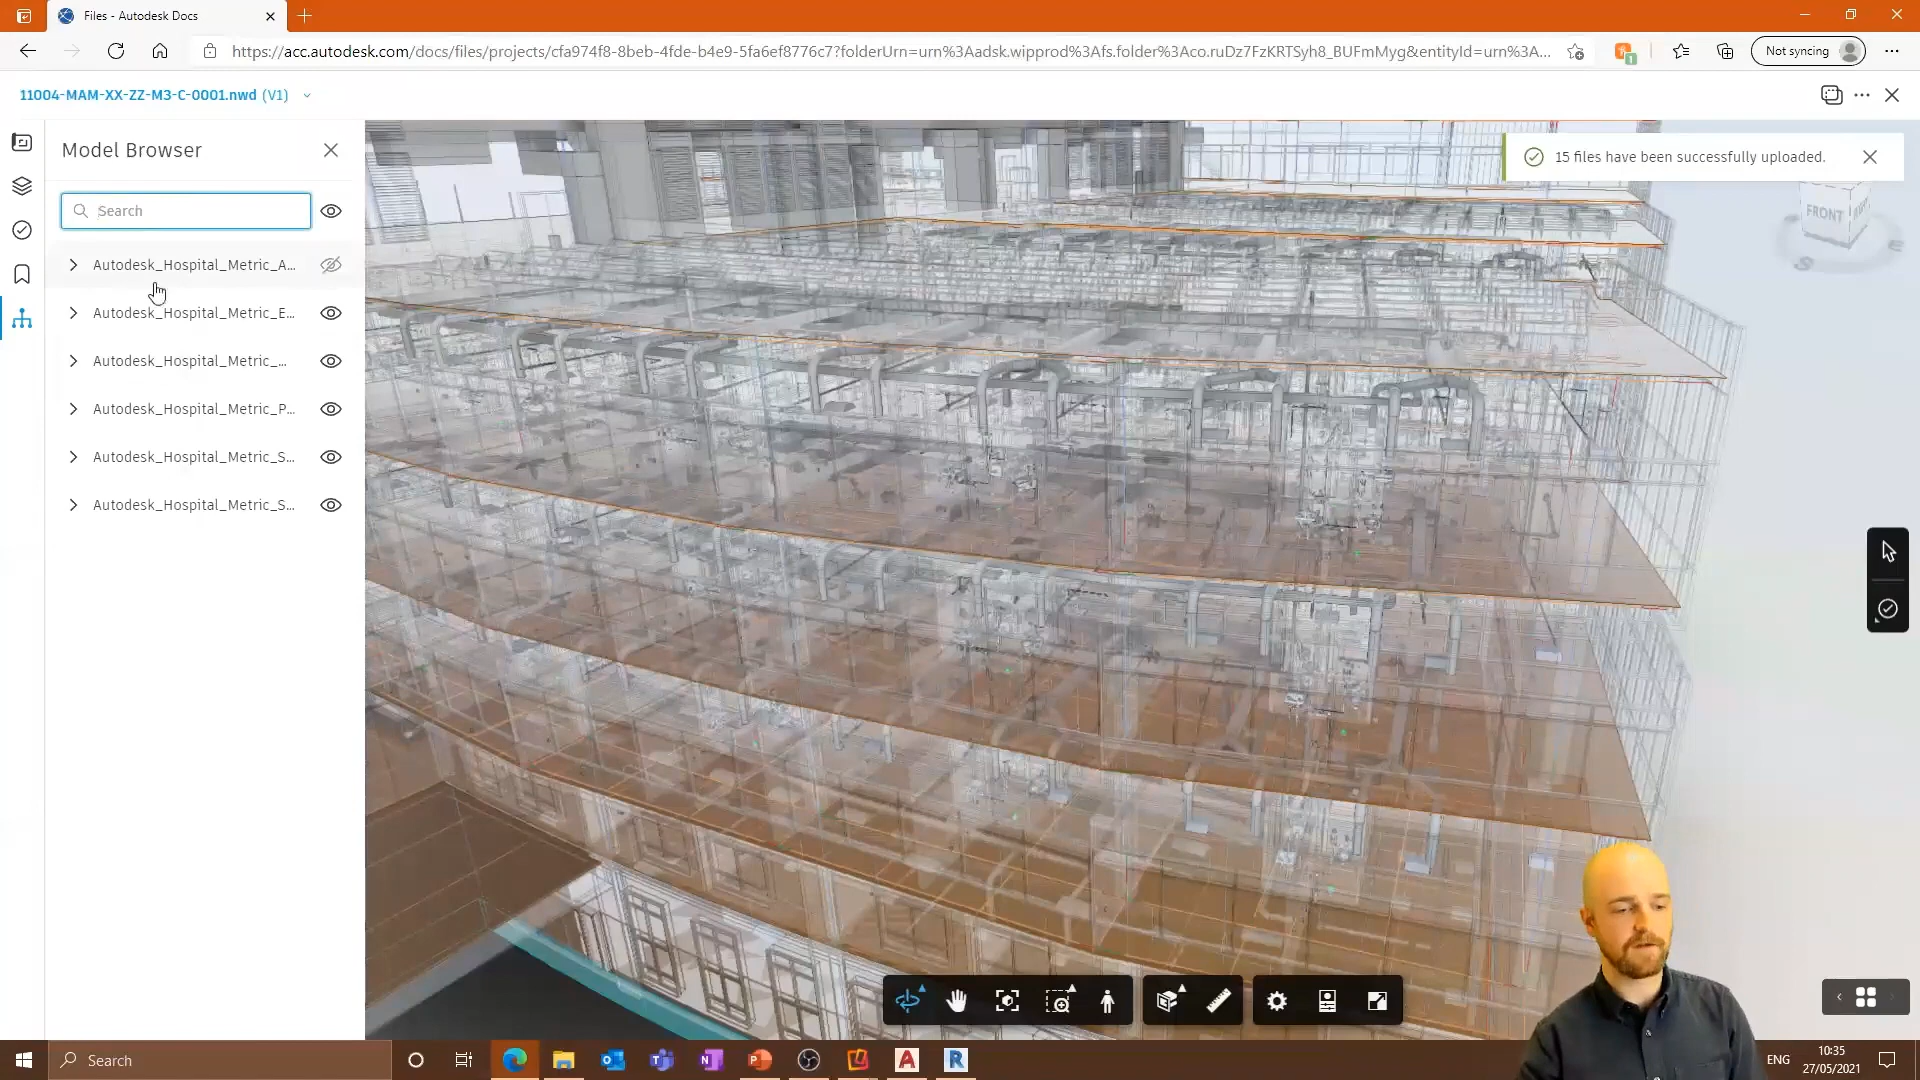 Files - Autodesk Docs
https://acc.autodesk.com/docs/files/projects/cfa974f8-8beb-4fde-b4e9-5fa6ef8776c7?folderUrn=urn%3Aadsk.wipprod%3Afs.folder%3Aco.ruDz7FzKRTSyh8_BUFmMyg&entityId=urn%3A...
1
Not syncing
11004-MAM-XX-ZZ-M3-C-0001.nwd (V1)
Model Browser
15 files have been successfully uploaded.
Search
FRONT
E
S
Autodesk_Hospital_Metric_A...
Autodesk_Hospital_Metric_E...
Autodesk_Hospital_Metric_...
Autodesk_Hospital_Metric_P...
Autodesk_Hospital_Metric_S...
Autodesk_Hospital_Metric_S...
Search
ENG
10:35
27/05/2021